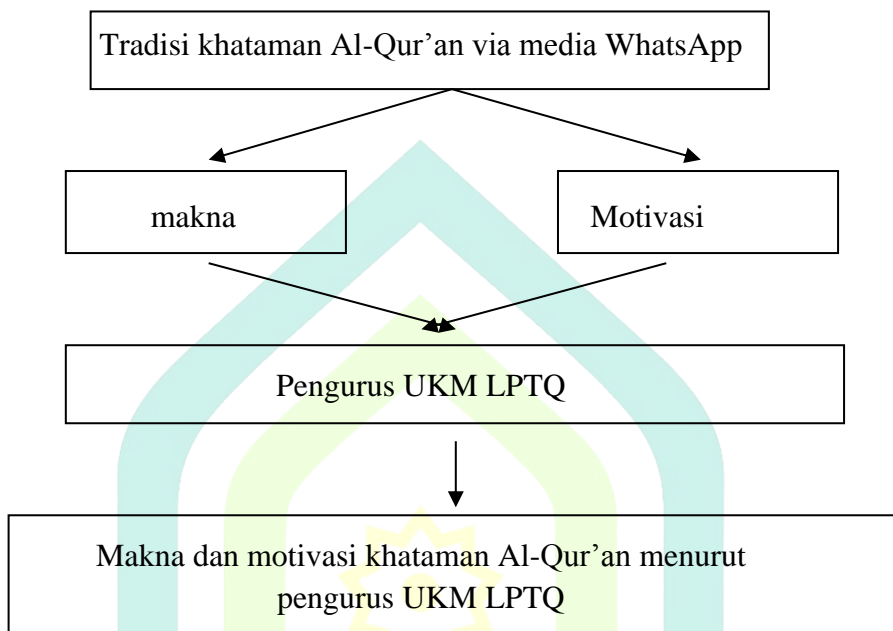 Tradisi khataman Al-Qur’an via media WhatsApp
makna
Motivasi
Pengurus UKM LPTQ
Makna dan motivasi khataman Al-Qur’an menurut
pengurus UKM LPTQ